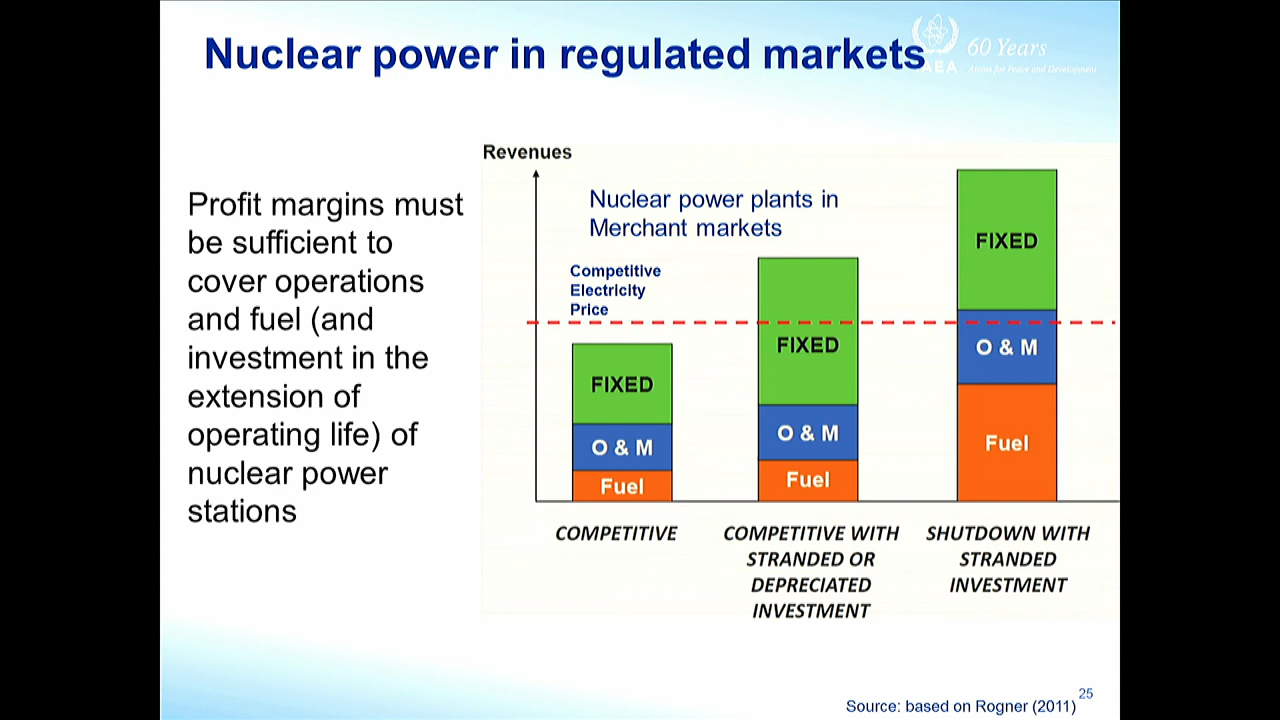 Nuclear power in regulated markets
60 Years
Atoms for Peace and Development
Revenues
Profit margins must
be sufficient to
cover operations
and fuel (and
investment in the
extension of
operating life) of
nuclear power
stations
Nuclear power plants in
Merchant markets
Competitive
Electricity
Price
FIXED
O & M
Fuel
FIXED
O & M
Fuel
FIXED
O & M
Fuel
COMPETITIVE
COMPETITIVE WITH
STRANDED OR
DEPRECIATED
INVESTMENT
SHUTDOWN WITH
STRANDED
INVESTMENT
25
Source: based on Rogner (2011)